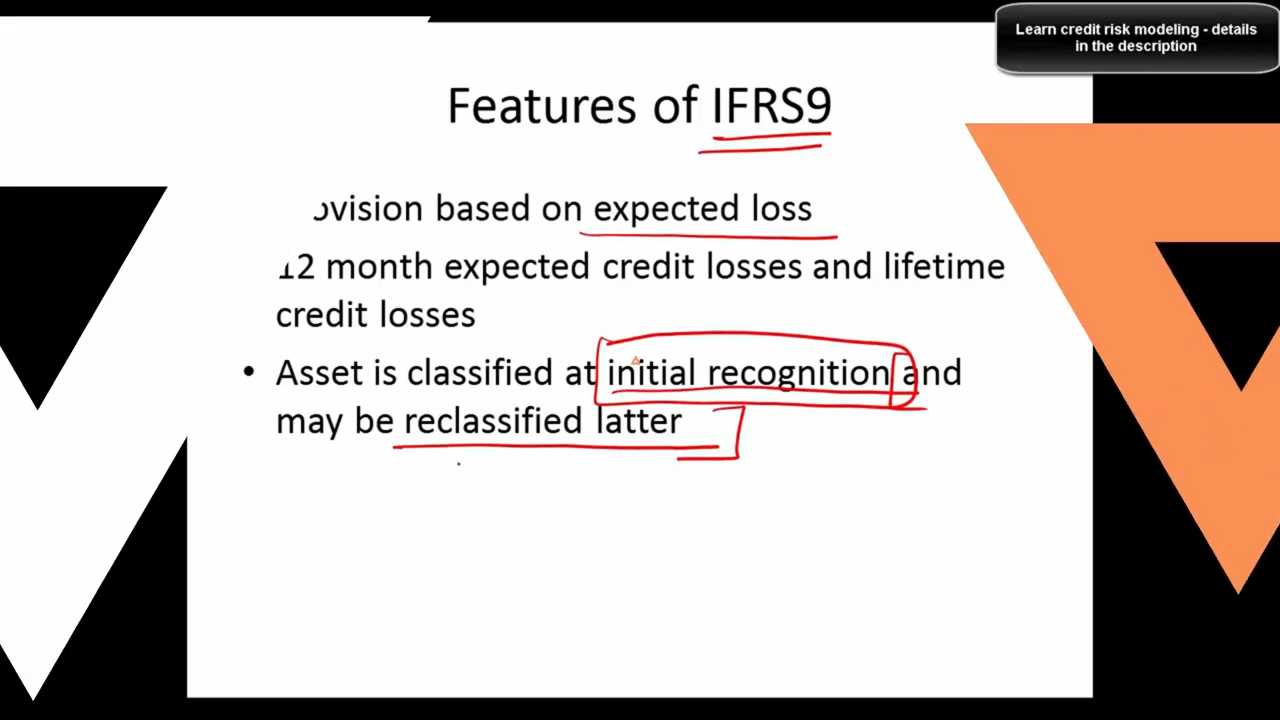 Learn credit risk modeling - details
in the description
Features of IFRS9
based on expected loss
12 month expected credit losses and lifetime
credit losses
• Asset is classified at initial recognition and
may be reclassified latter